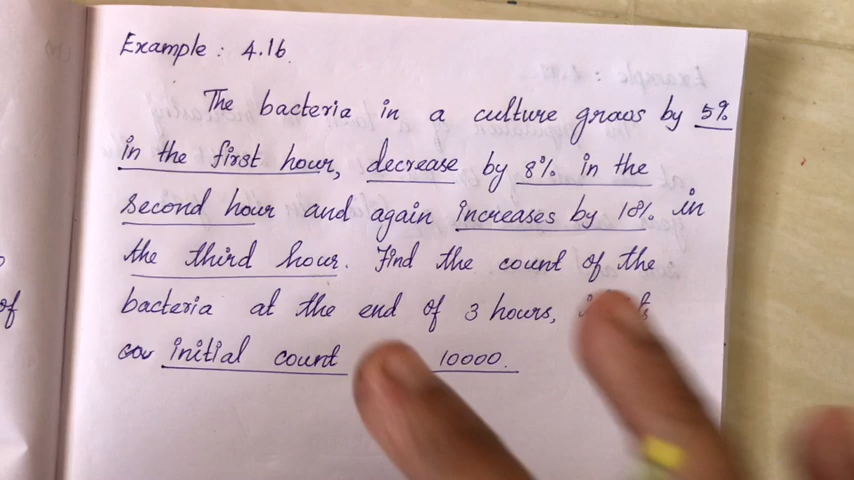 Example : 4.16.
The bacteria in a culture grows by 5%
in the first hour, decrease by 8% in the
second hour and again increases by 10% in
the third hour. Find the count of the
of
bacteria at the end of 3 hours,
initial count 10000.